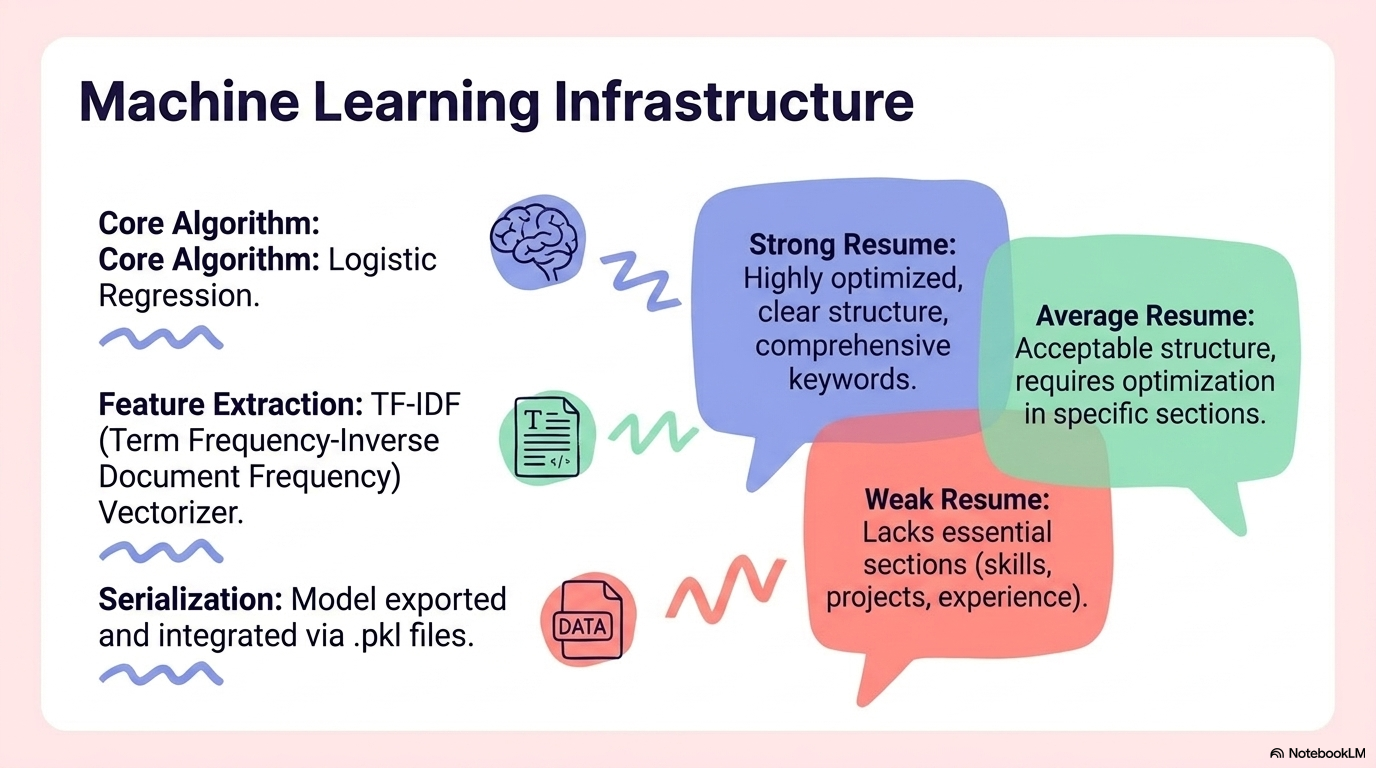 Machine Learning Infrastructure
Core Algorithm:
Core Algorithm: Logistic
Regression.
Feature Extraction: TF-IDF
(Term Frequency-Inverse
Document Frequency)
Vectorizer.
Serialization: Model exported
and integrated via .pkl files.
T
</>
DATA
Strong Resume:
Highly optimized,
clear structure,
comprehensive
keywords.
Average Resume:
Acceptable structure,
requires optimization
in specific sections.
Weak Resume:
Lacks essential
sections (skills,
projects, experience).
NotebookLM